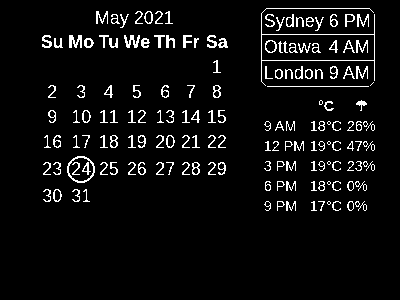 May 2021
Su Mo Tu We Th Fr Sa
1
2 3 4 5 6 7 8
9 10 11 12 13 14 15
16 17 18 19 20 21 22
23 24 25 26 27 28 29
30 31
Sydney 6 PM
Ottawa 4 AM
London 9 AM
°C ☂
9 AM 18°C 26%
12 PM 19°C 47%
3 PM 19°C 23%
6 PM 18°C 0%
9 PM 17°C 0%